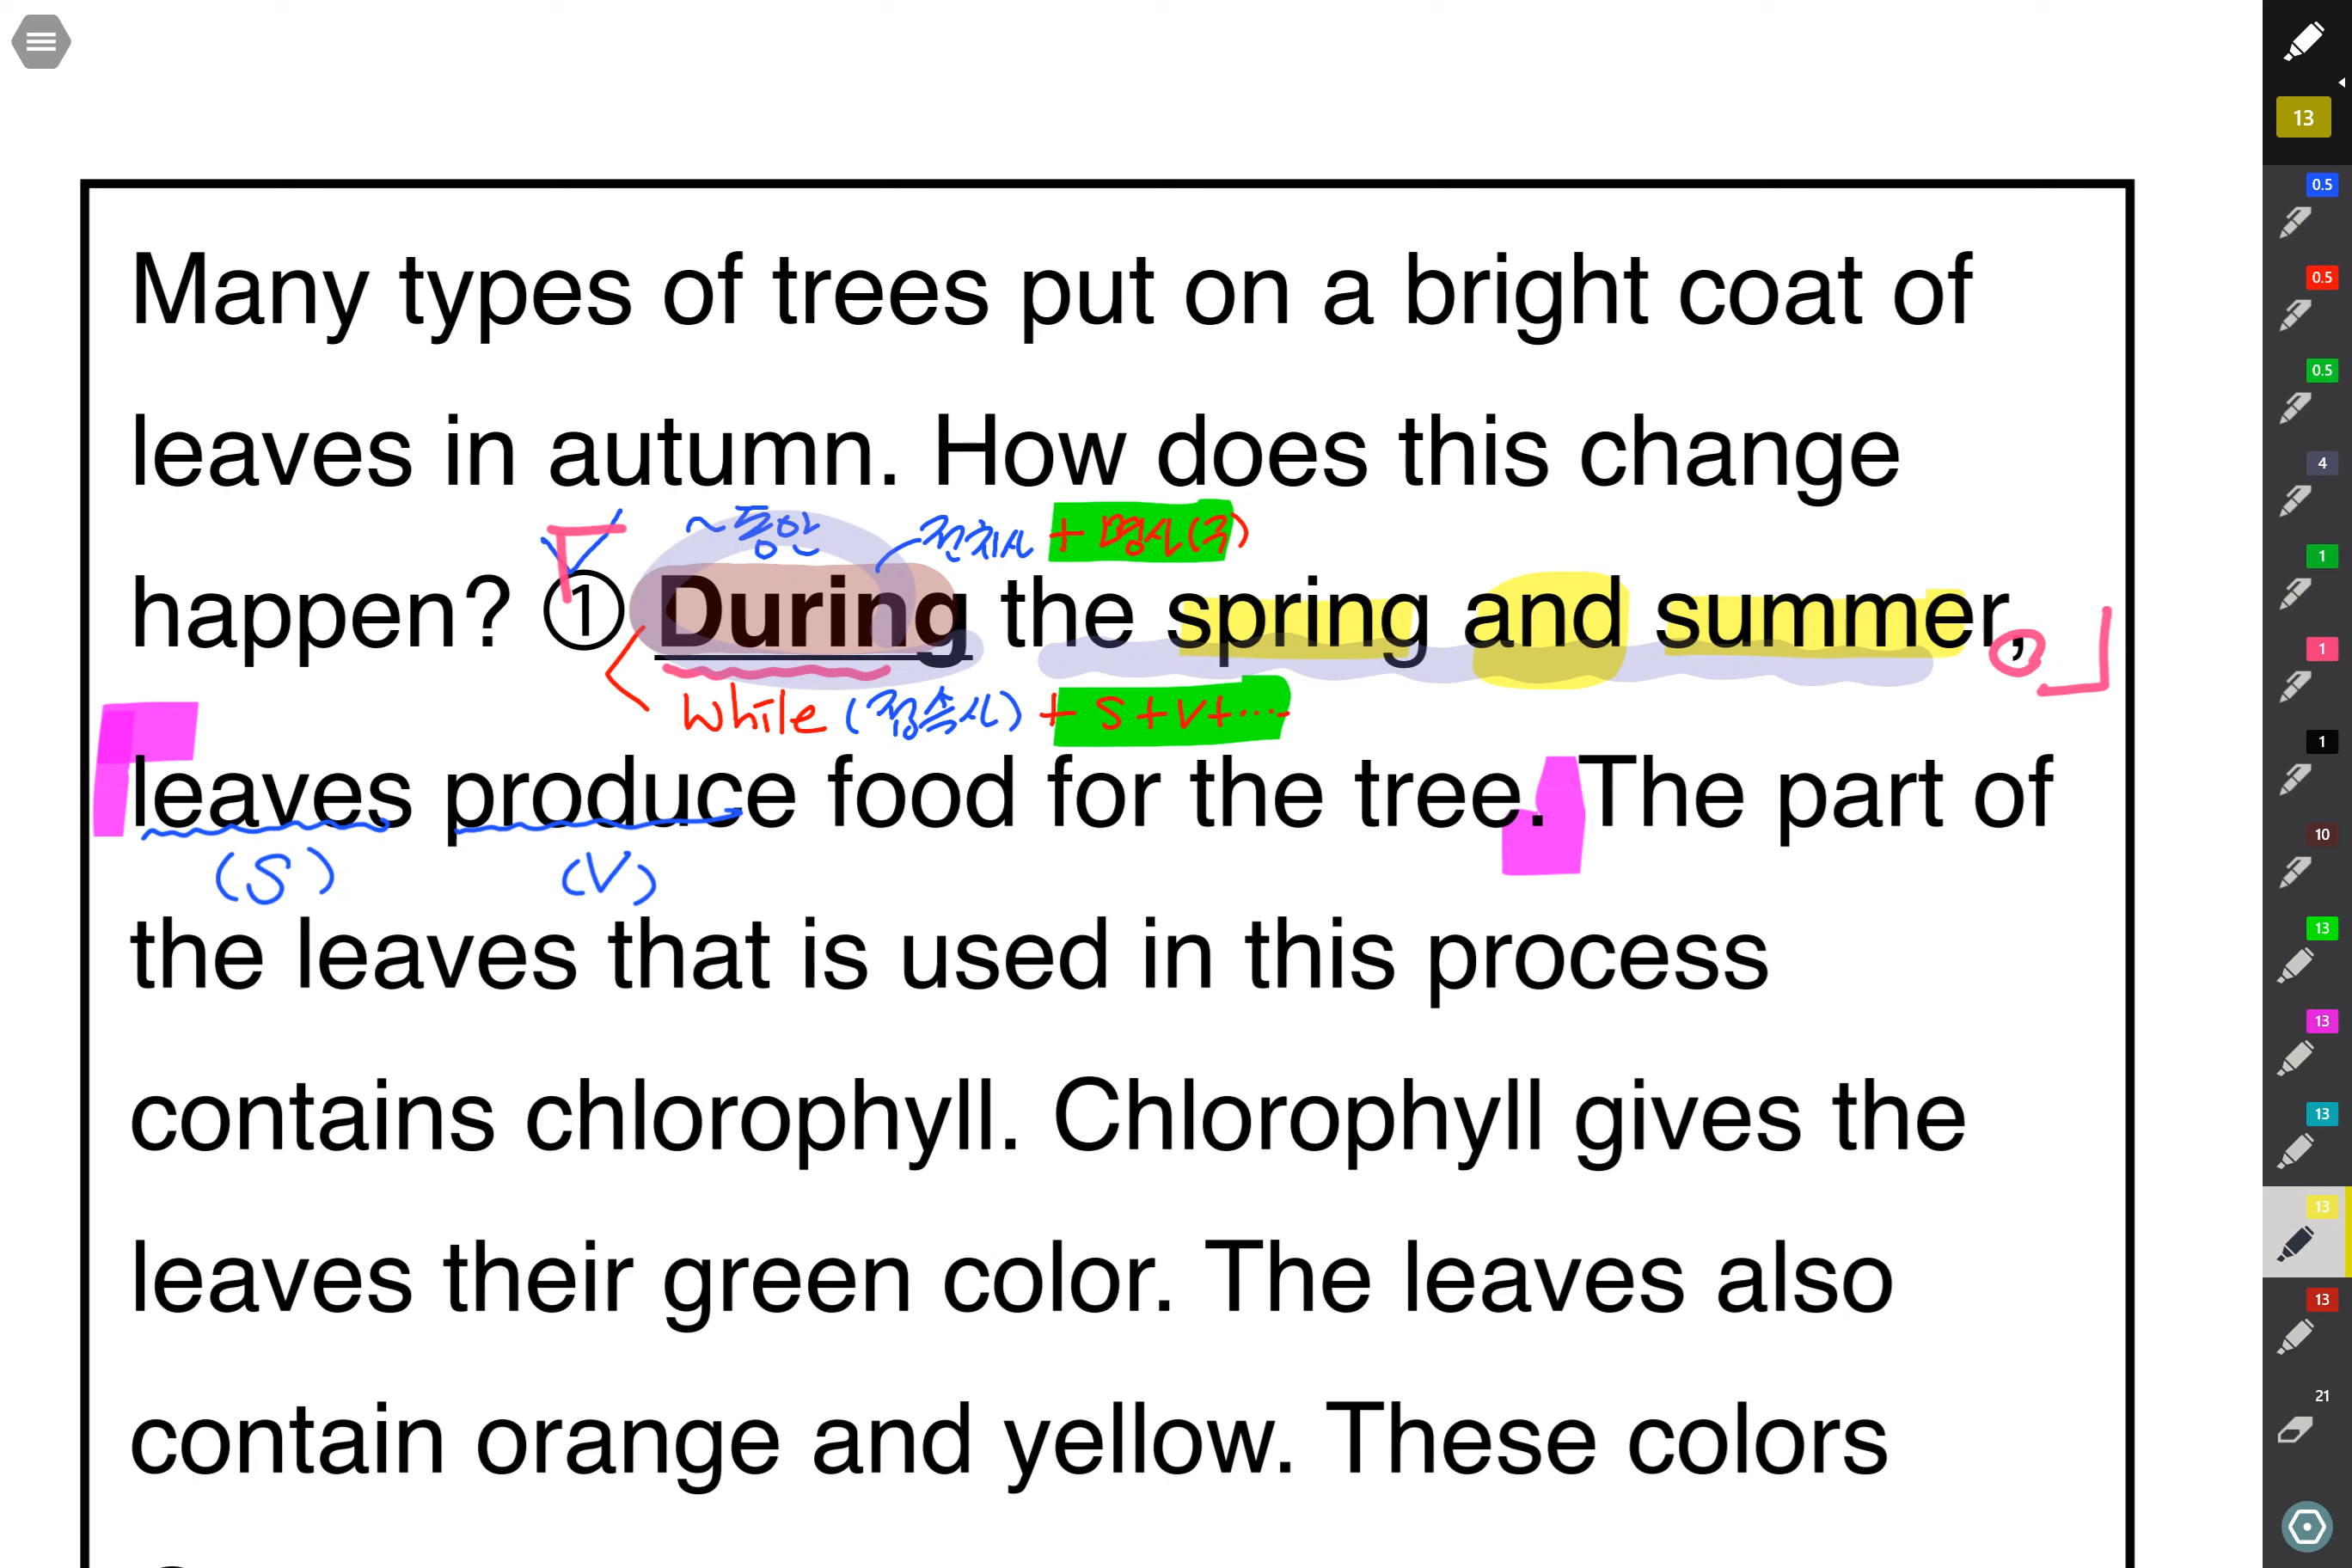 13
0.5
0.5
0.5
4
1
1
1
10
13
13
13
13
13
21
Many types of trees put on a bright coat of
leaves in autumn. How does this change
~동안 전치사 + 명사(구)
happen? ① During the spring and summer,
while (접속사) + S+V+...
leaves produce food for the tree. The part of
(S) (V)
the leaves that is used in this process
contains chlorophyll. Chlorophyll gives the
leaves their green color. The leaves also
contain orange and yellow. These colors